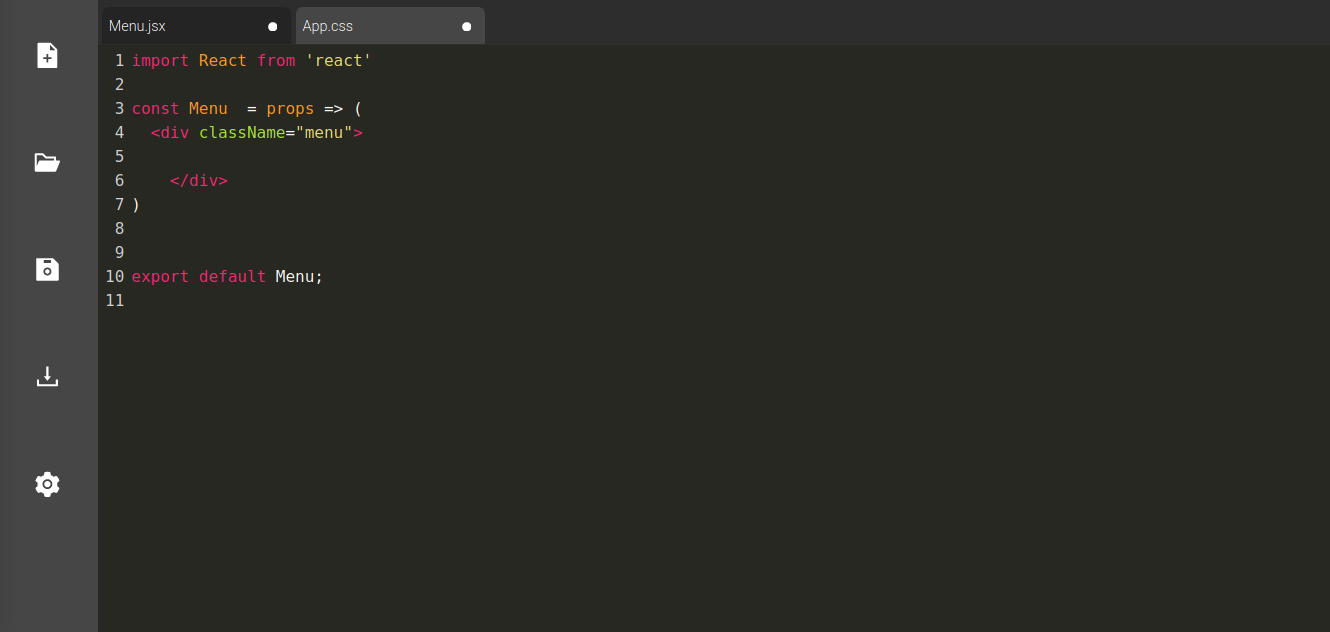 Menu.jsx App.css
1 import React from 'react'
2
3 const Menu  = props => (
4   <div className="menu">
5
6     </div>
7 )
8
9
10 export default Menu;
11